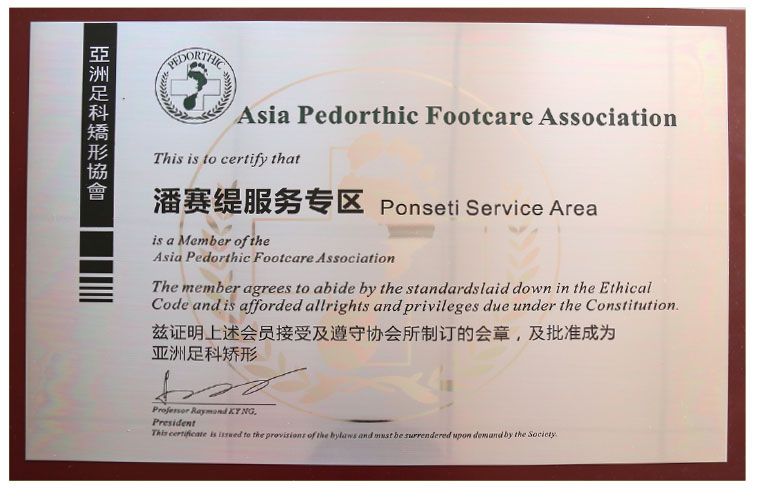 亞洲足科矯形協會
PEDORTHIC
Asia Pedorthic Footcare Association
This is to certify that
潘赛缇服务专区 Ponseti Service Area
is a Member of the
Asia Pedorthic Footcare Association
The member agrees to abide by the standardslaid down in the Ethical
Code and is afforded allrights and privileges due under the Constitution.
兹证明上述会员接受及遵守协会所制订的会章，及批准成为
亚洲足科矫形
Professor Raymond KY NG,
President
This certificate is issued to the provisions of the bylaws and must be surrendered upon demand by the Society.